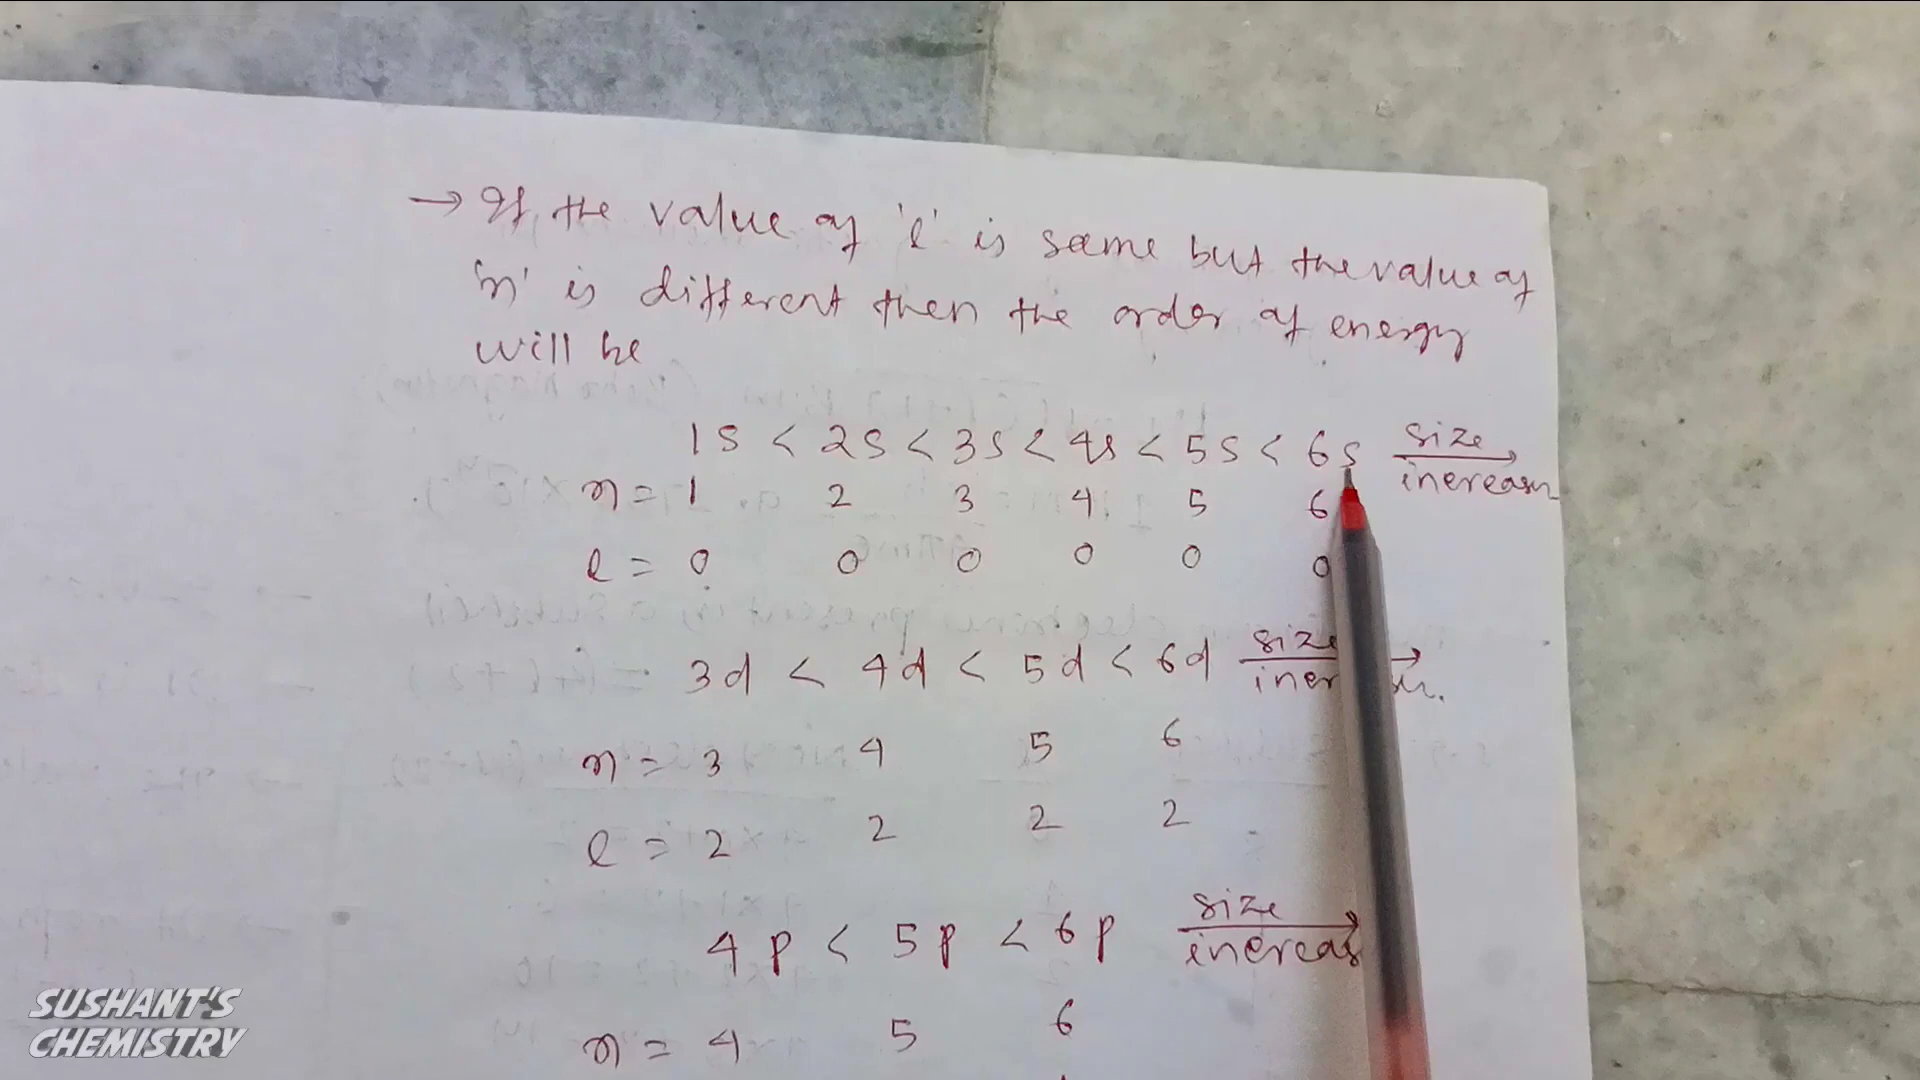 → If the value of 'l' is same but the value of
'n' is different then the order of energy
will be
1s < 2s < 3s < 4s < 5s < 6s size
increasin
n = 1 2 3 4 5 6
l = 0 0 0 0 0 0
3d < 4d < 5d < 6d size
incr
n = 3 4 5 6
l = 2 2 2 2
4p < 5p < 6p size
increas
n = 4 5 6
SUSHANT'S
CHEMISTRY